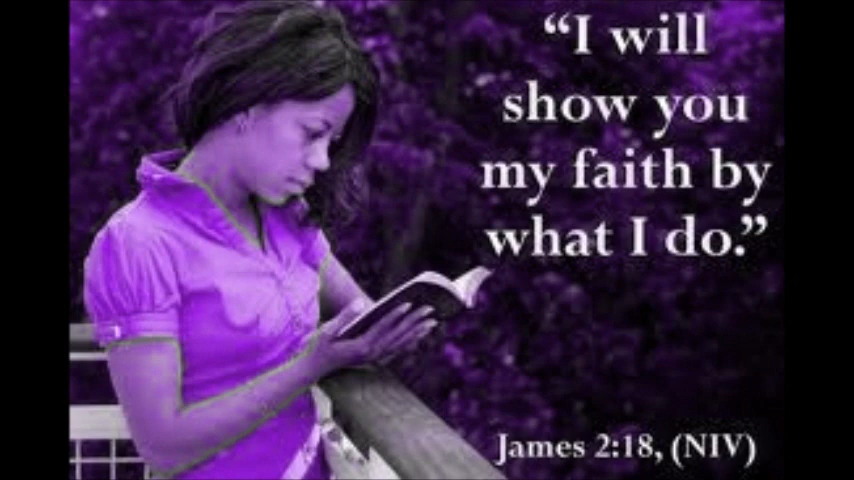 “I will
show you
my faith by
what I do.”
James 2:18, (NIV)